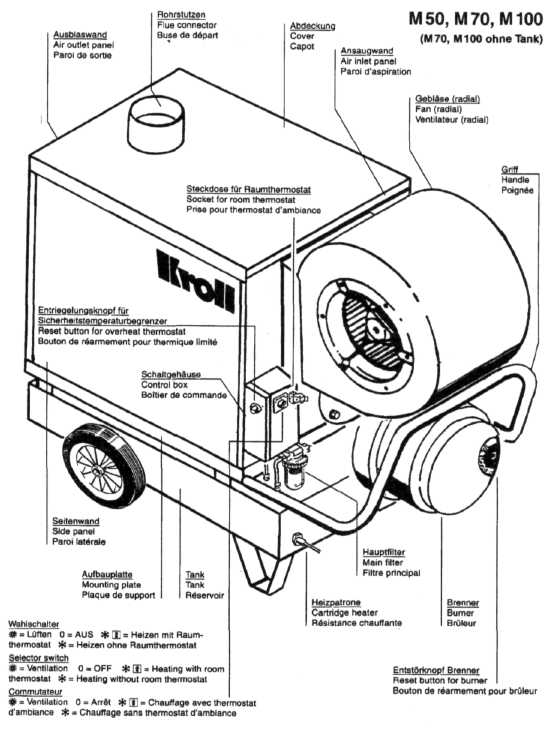 M 50, M 70, M 100
(M70, M100 ohne Tank)
Rohrstutzen
Flue connector
Buse de départ
Ausblaswand
Air outlet panel
Paroi de sortie
Abdeckung
Cover
Capot
Ansaugwand
Air inlet panel
Paroi d'aspiration
Gebläse (radial)
Fan (radial)
Ventilateur (radial)
Griff
Handle
Poignée
Steckdose für Raumthermostat
Socket for room thermostat
Prise pour thermostat d'ambiance
Kroll
Entriegelungsknopf für
Sicherheitstemperaturbegrenzer
Reset button for overheat thermostat
Bouton de réarmement pour thermique limité
Schaltgehäuse
Control box
Boîtier de commande
Seitenwand
Side panel
Paroi latérale
Aufbauplatte
Mounting plate
Plaque de support
Tank
Tank
Réservoir
Hauptfilter
Main filter
Filtre principal
Heizpatrone
Cartridge heater
Résistance chauffante
Brenner
Burner
Brûleur
Entstörknopf Brenner
Reset button for burner
Bouton de réarmement pour brûleur
Wahlschalter
❋ = Lüften 0 = AUS ✻ = Heizen mit Raum-
thermostat ✻ = Heizen ohne Raumthermostat
Selector switch
❋ = Ventilation 0 = OFF ✻ = Heating with room
thermostat ✻ = Heating without room thermostat
Commutateur
❋ = Ventilation 0 = Arrêt ✻ = Chauffage avec thermostat
d'ambiance ✻ = Chauffage sans thermostat d'ambiance